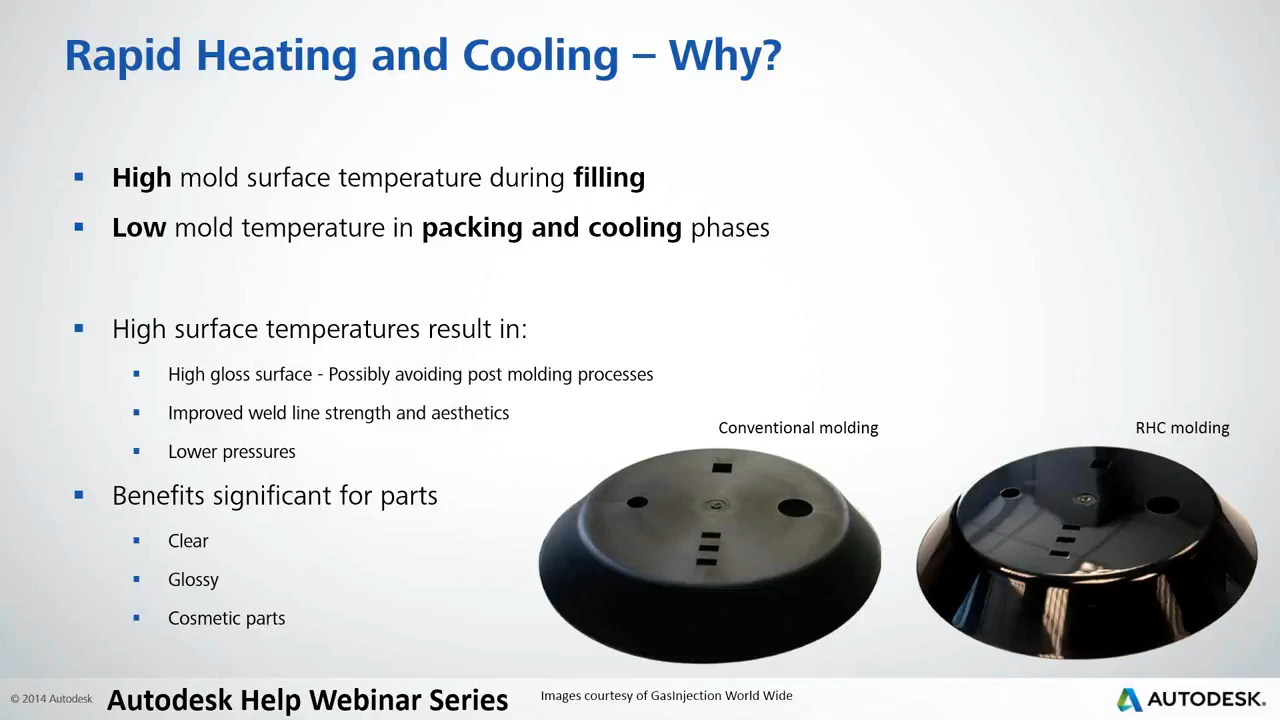 Rapid Heating and Cooling – Why?
▪ High mold surface temperature during filling
▪ Low mold temperature in packing and cooling phases
▪ High surface temperatures result in:
▪ High gloss surface - Possibly avoiding post molding processes
▪ Improved weld line strength and aesthetics
▪ Lower pressures
▪ Benefits significant for parts
▪ Clear
▪ Glossy
▪ Cosmetic parts
Conventional molding
RHC molding
© 2014 Autodesk
Autodesk Help Webinar Series
Images courtesy of GasInjection World Wide
AUTODESK.